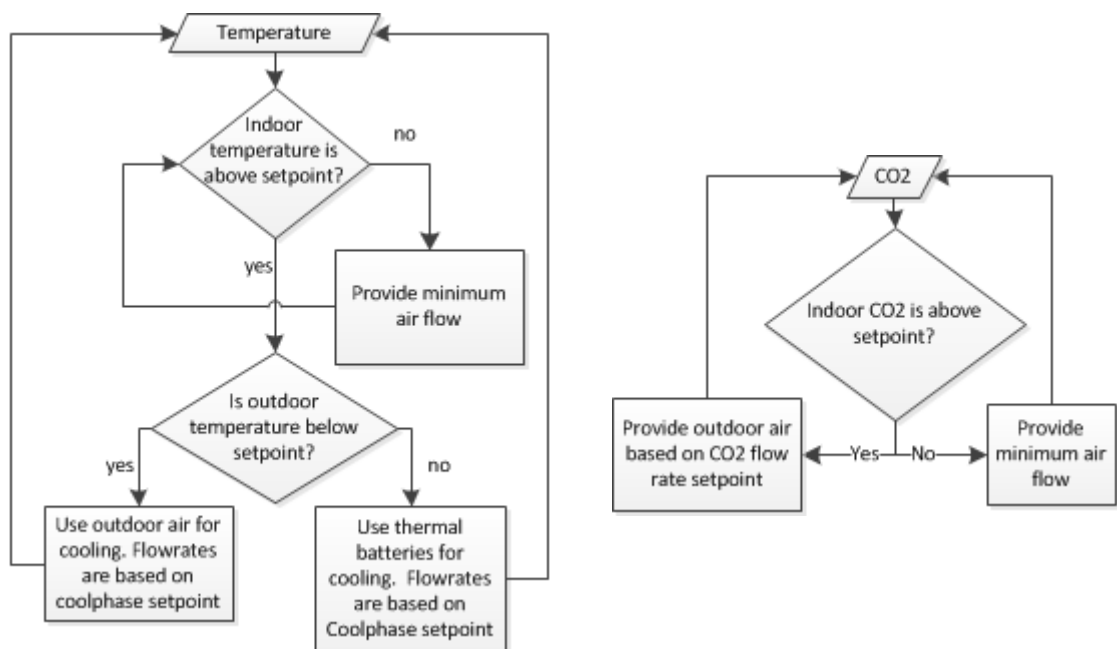 Temperature
Indoor
temperature is
above setpoint?
no
yes
Provide minimum
air flow
Is outdoor
temperature below
setpoint?
yes
no
Use outdoor air for
cooling. Flowrates
are based on
coolphase setpoint
Use thermal
batteries for
cooling.  Flowrates
are based on
Coolphase setpoint
CO2
Indoor CO2 is above
setpoint?
Provide outdoor air
based on CO2 flow
rate setpoint
Yes
No
Provide
minimum air
flow